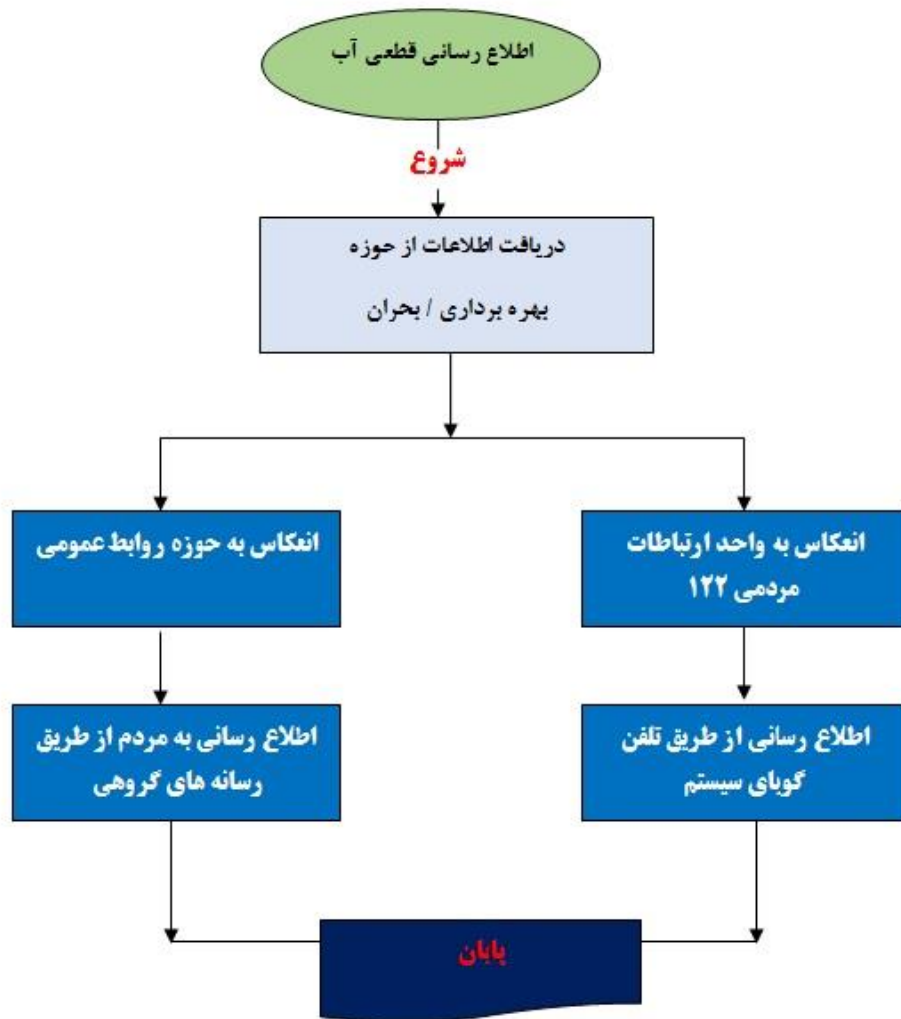 اطلاع رسانی قطعی آب
شروع
دریافت اطلاعات از حوزه
بهره برداری / بحران
انعکاس به واحد ارتباطات
مردمی ۱۲۲
انعکاس به حوزه روابط عمومی
اطلاع رسانی از طریق تلفن
گویای سیستم
اطلاع رسانی به مردم از طریق
رسانه های گروهی
پایان